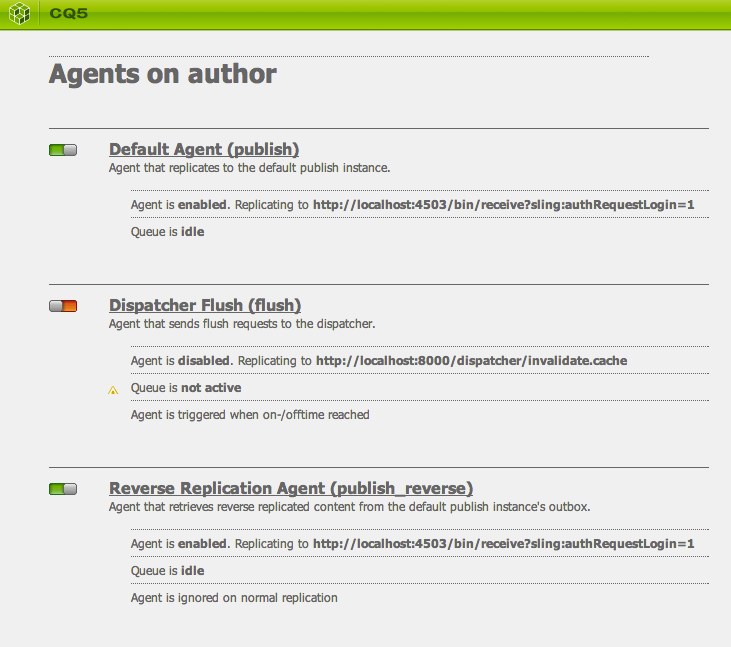 CQ5
Agents on author
Default Agent (publish)
Agent that replicates to the default publish instance.
Agent is enabled. Replicating to http://localhost:4503/bin/receive?sling:authRequestLogin=1
Queue is idle
Dispatcher Flush (flush)
Agent that sends flush requests to the dispatcher.
Agent is disabled. Replicating to http://localhost:8000/dispatcher/invalidate.cache
Queue is not active
Agent is triggered when on-/offtime reached
Reverse Replication Agent (publish_reverse)
Agent that retrieves reverse replicated content from the default publish instance's outbox.
Agent is enabled. Replicating to http://localhost:4503/bin/receive?sling:authRequestLogin=1
Queue is idle
Agent is ignored on normal replication